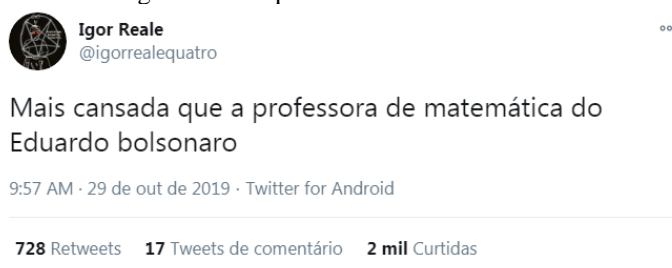 Igor Reale
@igorrealequatro
Mais cansada que a professora de matemática do
Eduardo bolsonaro
9:57 AM · 29 de out de 2019 · Twitter for Android
728 Retweets 17 Tweets de comentário 2 mil Curtidas